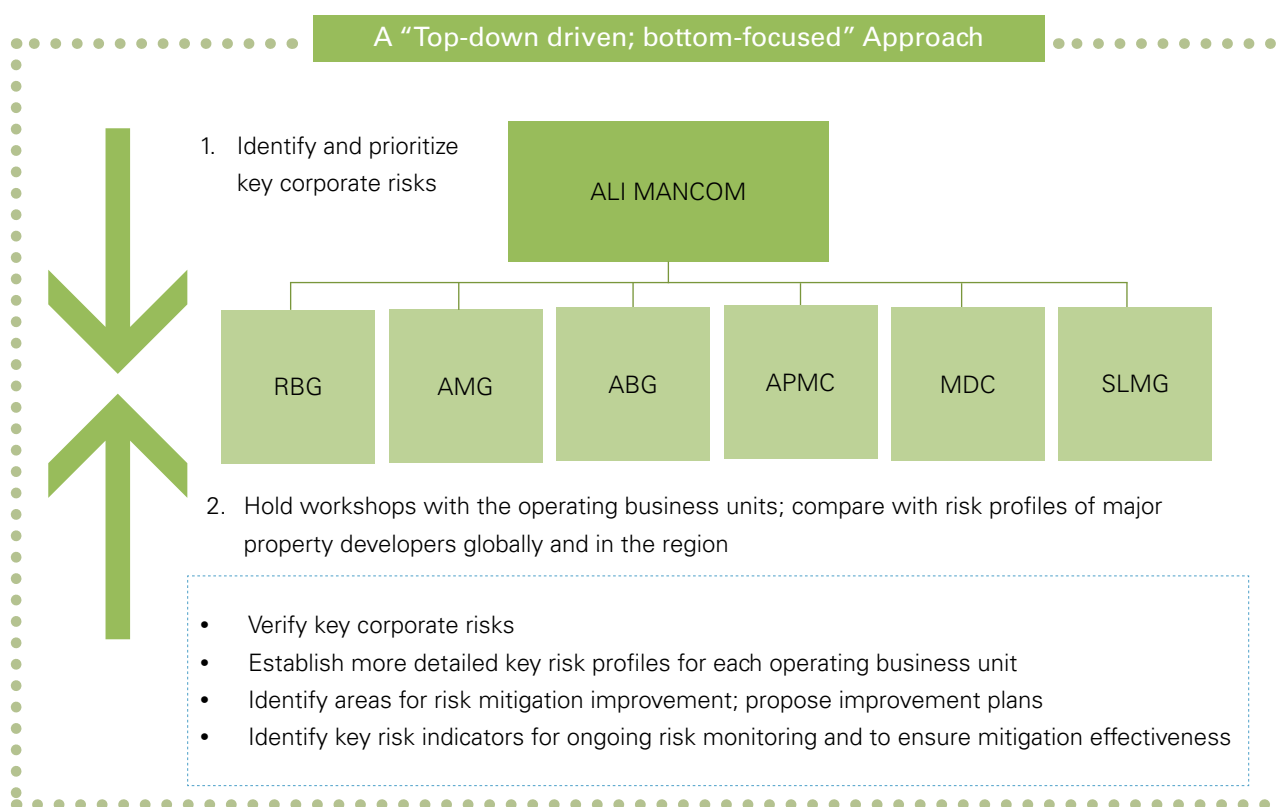 A “Top-down driven; bottom-focused” Approach
1. Identify and prioritize
key corporate risks
ALI MANCOM
RBG
AMG
ABG
APMC
MDC
SLMG
2. Hold workshops with the operating business units; compare with risk profiles of major
property developers globally and in the region
• Verify key corporate risks
• Establish more detailed key risk profiles for each operating business unit
• Identify areas for risk mitigation improvement; propose improvement plans
• Identify key risk indicators for ongoing risk monitoring and to ensure mitigation effectiveness